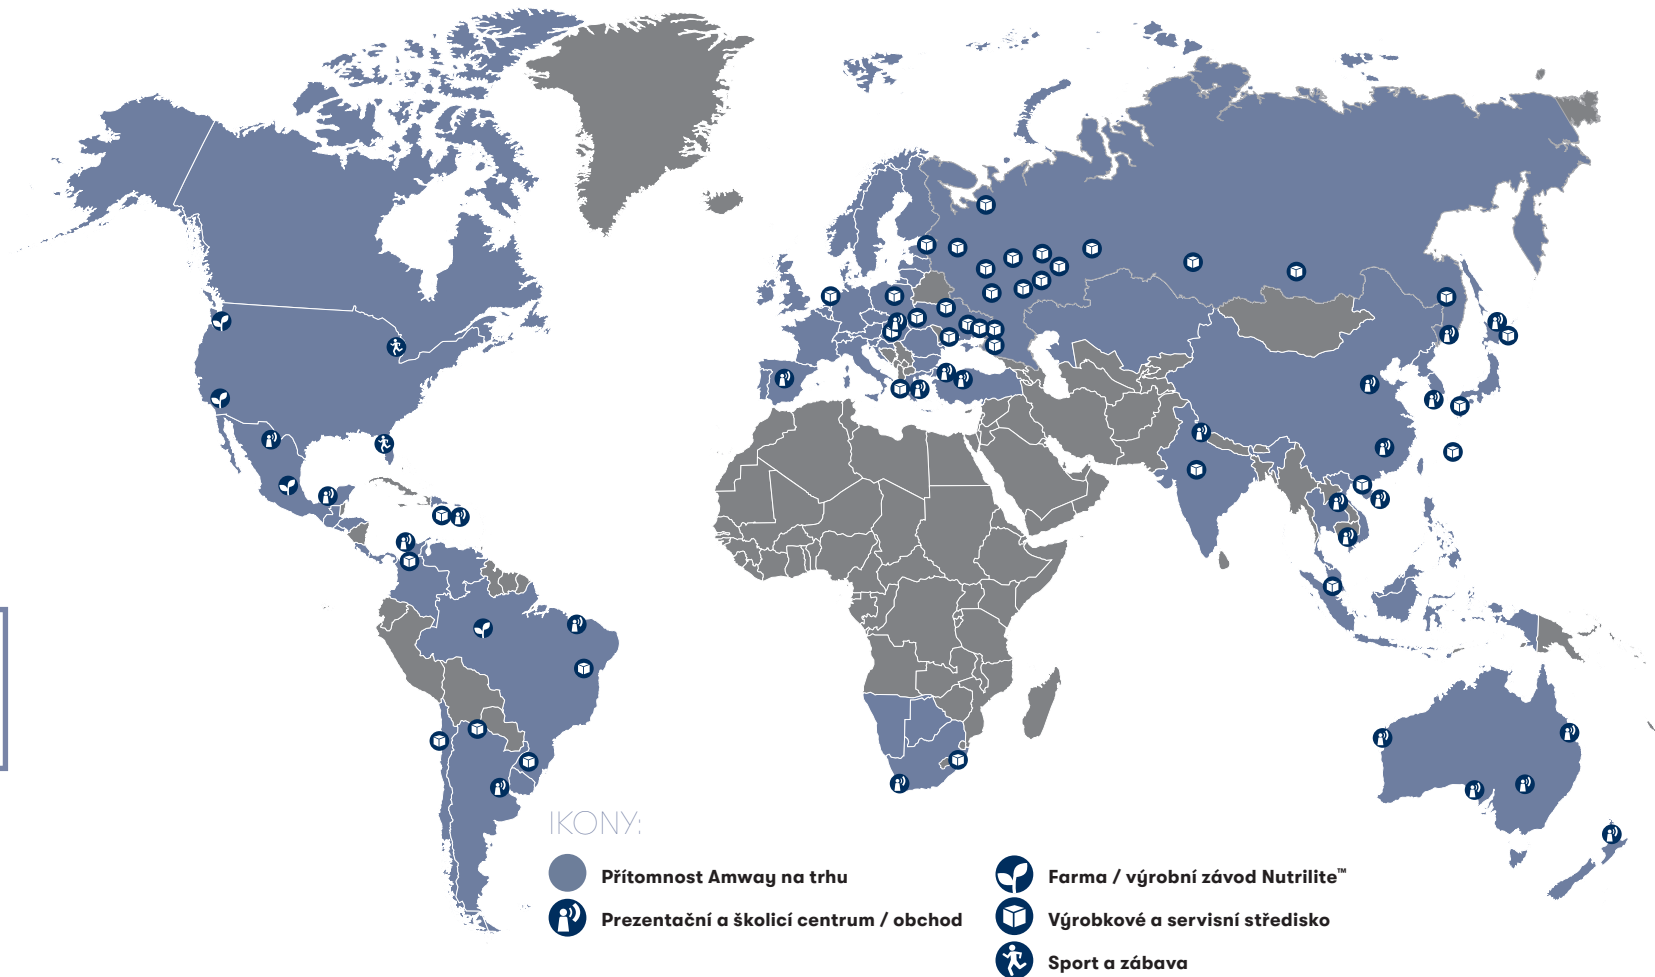 IKONY:
Přítomnost Amway na trhu
Prezentační a školicí centrum / obchod
Farma / výrobní závod Nutrilite™
Výrobkové a servisní středisko
Sport a zábava